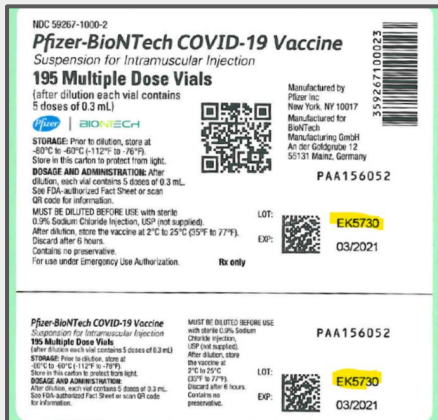 NDC 59267-1000-2
Pfizer-BioNTech COVID-19 Vaccine
Suspension for Intramuscular Injection
195 Multiple Dose Vials
(after dilution each vial contains
5 doses of 0.3 mL)
Pfizer | BIONTECH
STORAGE: Prior to dilution, store at
-80°C to -60°C (-112°F to -76°F).
Store in this carton to protect from light.
DOSAGE AND ADMINISTRATION: After
dilution, each vial contains 5 doses of 0.3 mL.
See FDA-authorized Fact Sheet or scan
QR code for information.
MUST BE DILUTED BEFORE USE with sterile
0.9% Sodium Chloride Injection, USP (not supplied).
After dilution, store the vaccine at 2°C to 25°C (35°F to 77°F).
Discard after 6 hours.
Contains no preservative.
For use under Emergency Use Authorization. Rx only
Manufactured by
Pfizer Inc
New York, NY 10017
Manufactured for
BioNTech
Manufacturing GmbH
An der Goldgrube 12
55131 Mainz, Germany
359267100023
PAA156052
LOT: EK5730
EXP: 03/2021
Pfizer-BioNTech COVID-19 Vaccine
Suspension for Intramuscular Injection
195 Multiple Dose Vials
(after dilution each vial contains 5 doses of 0.3 mL)
STORAGE: Prior to dilution, store at
-80°C to -60°C (-112°F to -76°F).
Store in this carton to protect from light.
DOSAGE AND ADMINISTRATION: After
dilution, each vial contains 5 doses of 0.3 mL.
See FDA-authorized Fact Sheet or scan QR code
for information.
MUST BE DILUTED BEFORE USE
with sterile 0.9% Sodium
Chloride Injection,
USP (not supplied).
After dilution, store
the vaccine at
2°C to 25°C
(35°F to 77°F).
Discard after 6 hours.
Contains no
preservative.
PAA156052
LOT: EK5730
EXP: 03/2021